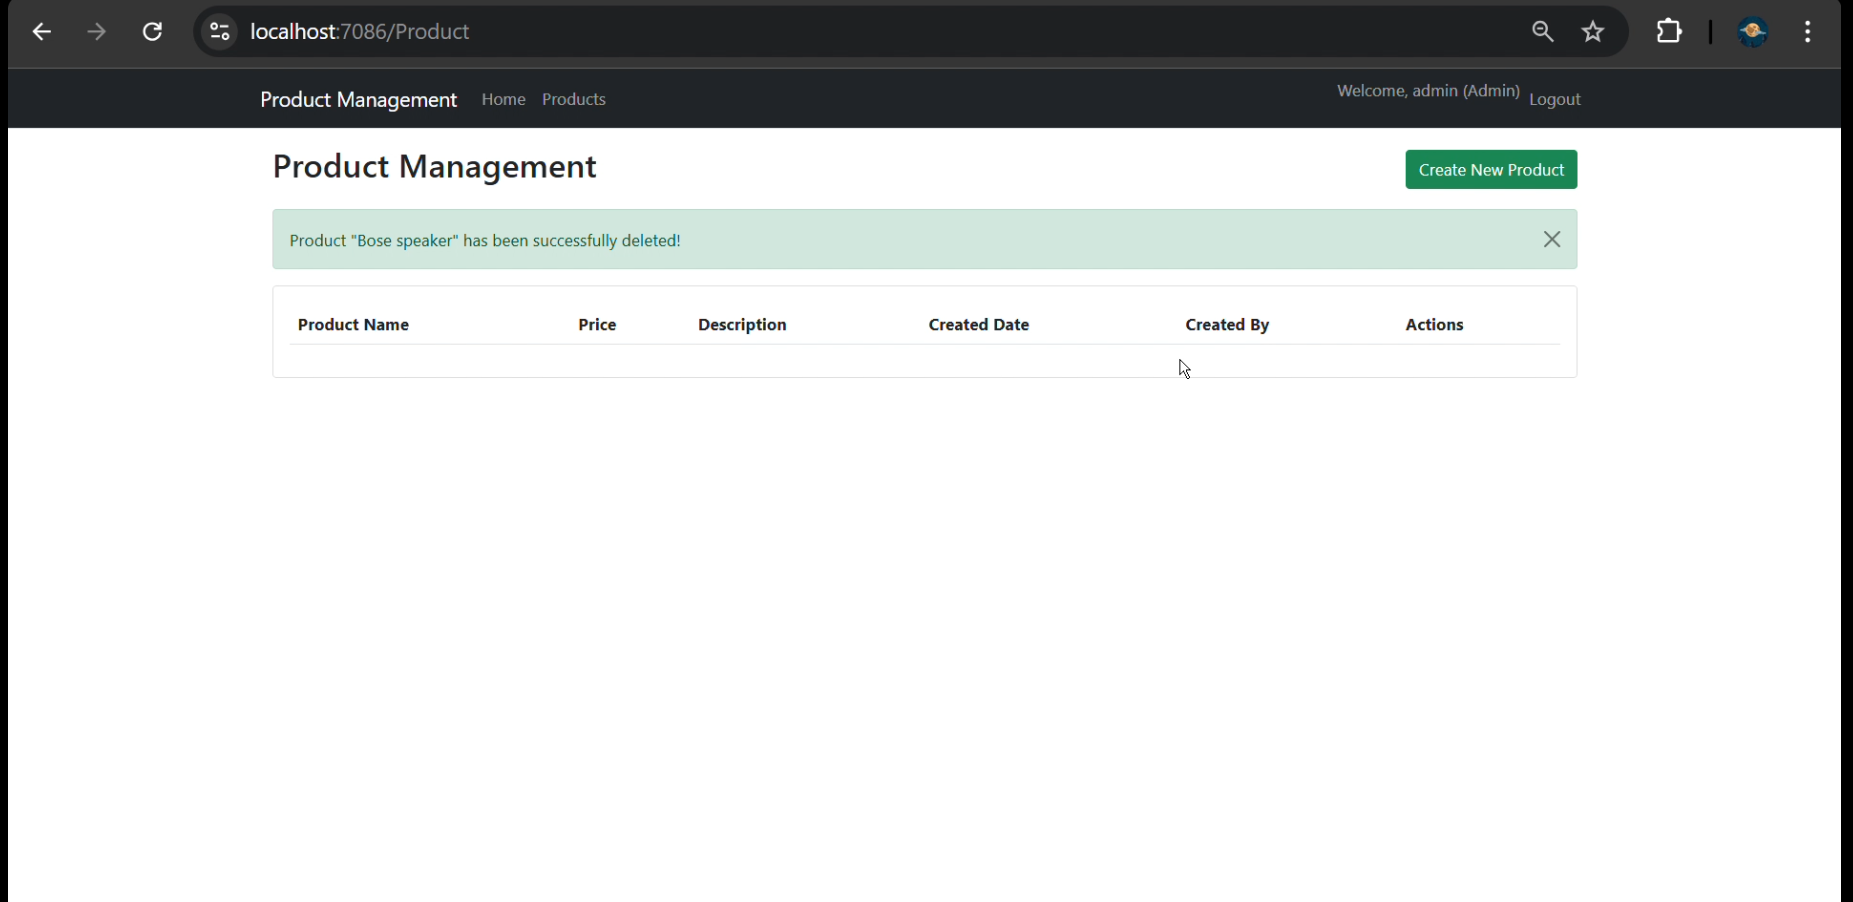 localhost:7086/Product
Product Management Home Products Welcome, admin (Admin) Logout
Product Management Create New Product
Product "Bose speaker" has been successfully deleted!
Product Name Price Description Created Date Created By Actions